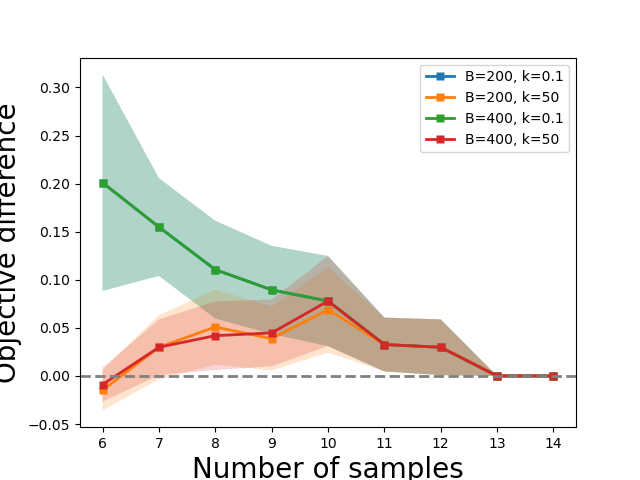 B=200, k=0.1
B=200, k=50
B=400, k=0.1
B=400, k=50
0.30
0.25
0.20
0.15
0.10
0.05
0.00
−0.05
Objective difference
6 7 8 9 10 11 12 13 14
Number of samples